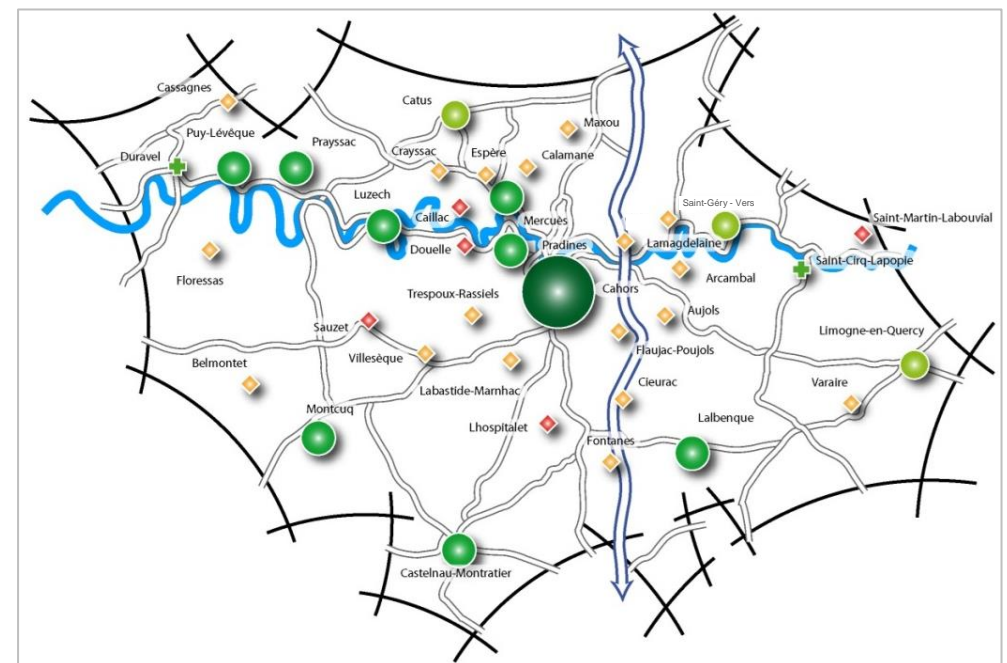 Cassagnes
Catus
Maxou
Puy-Lévêque
Prayssac
Crayssac
Espère
Calamane
Duravel
Luzech
Caillac
Mercuès
Saint-Géry - Vers
Saint-Martin-Labouvial
Douelle
Pradines
Lamagdelaine
Saint-Cirq-Lapopie
Floressas
Arcambal
Trespoux-Rassiels
Cahors
Aujols
Sauzet
Limogne-en-Quercy
Villesèque
Flaujac-Poujols
Belmontet
Labastide-Marnhac
Cieurac
Varaire
Montcuq
Lhospitalet
Lalbenque
Fontanes
Castelnau-Montratier